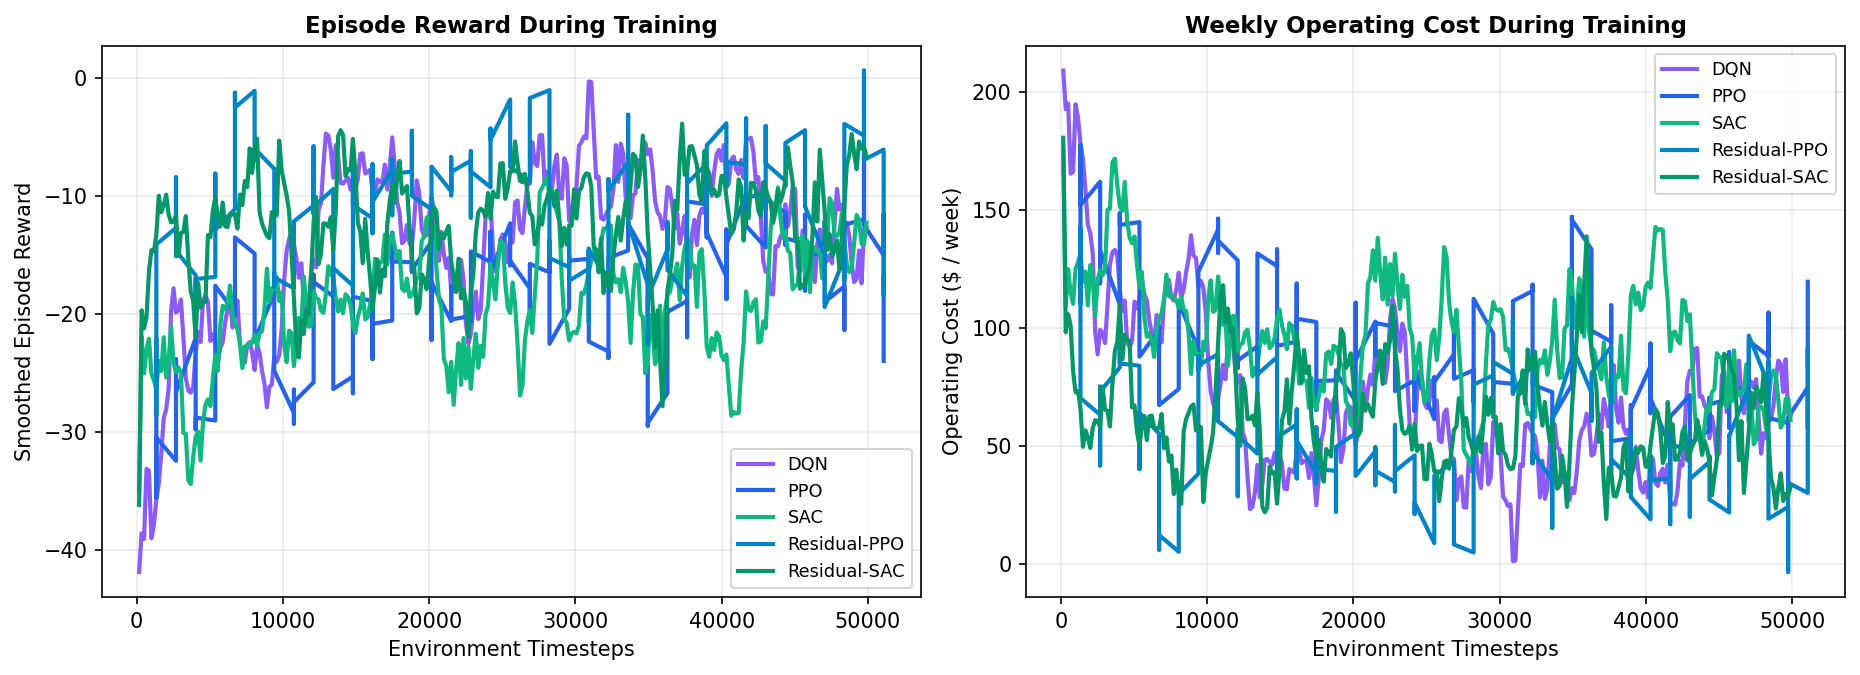 Episode Reward During Training
Smoothed Episode Reward
0
−10
−20
−30
−40
DQN
PPO
SAC
Residual-PPO
Residual-SAC
0
10000
20000
30000
40000
50000
Environment Timesteps
Weekly Operating Cost During Training
Operating Cost ($ / week)
200
150
100
50
0
DQN
PPO
SAC
Residual-PPO
Residual-SAC
0
10000
20000
30000
40000
50000
Environment Timesteps